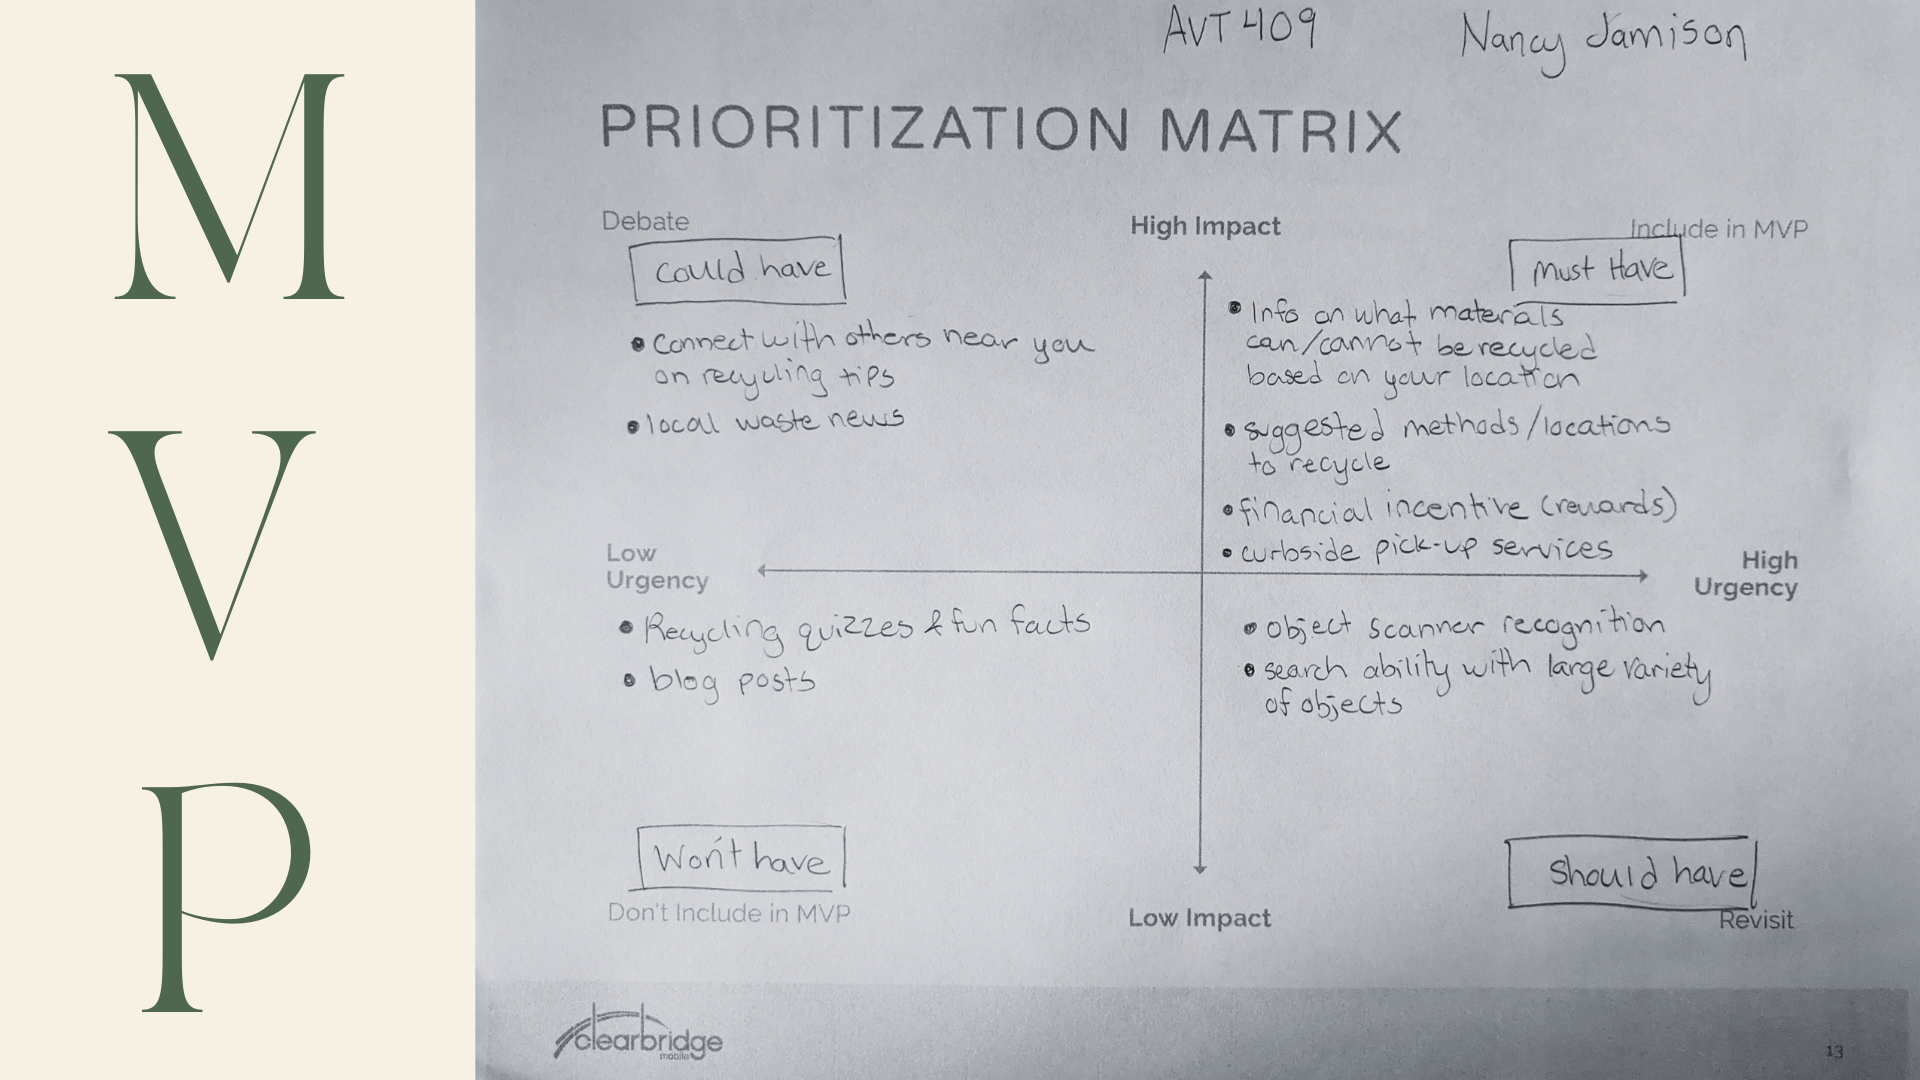 M
V
P
AVT 409
Nancy Jamison
PRIORITIZATION MATRIX
Debate
High Impact
Include in MVP
could have
Must Have
• Connect with others near you
on recycling tips
• local waste news
• Info on what materials
can/cannot be recycled
based on your location
• suggested methods/locations
to recycle
• financial incentive (rewards)
• curbside pick-up services
Low
Urgency
High
Urgency
• Recycling quizzes & fun facts
• blog posts
• object scanner recognition
• search ability with large variety
of objects
Won't have
Should have
Don't Include in MVP
Low Impact
Revisit
clearbridge
mobile
13